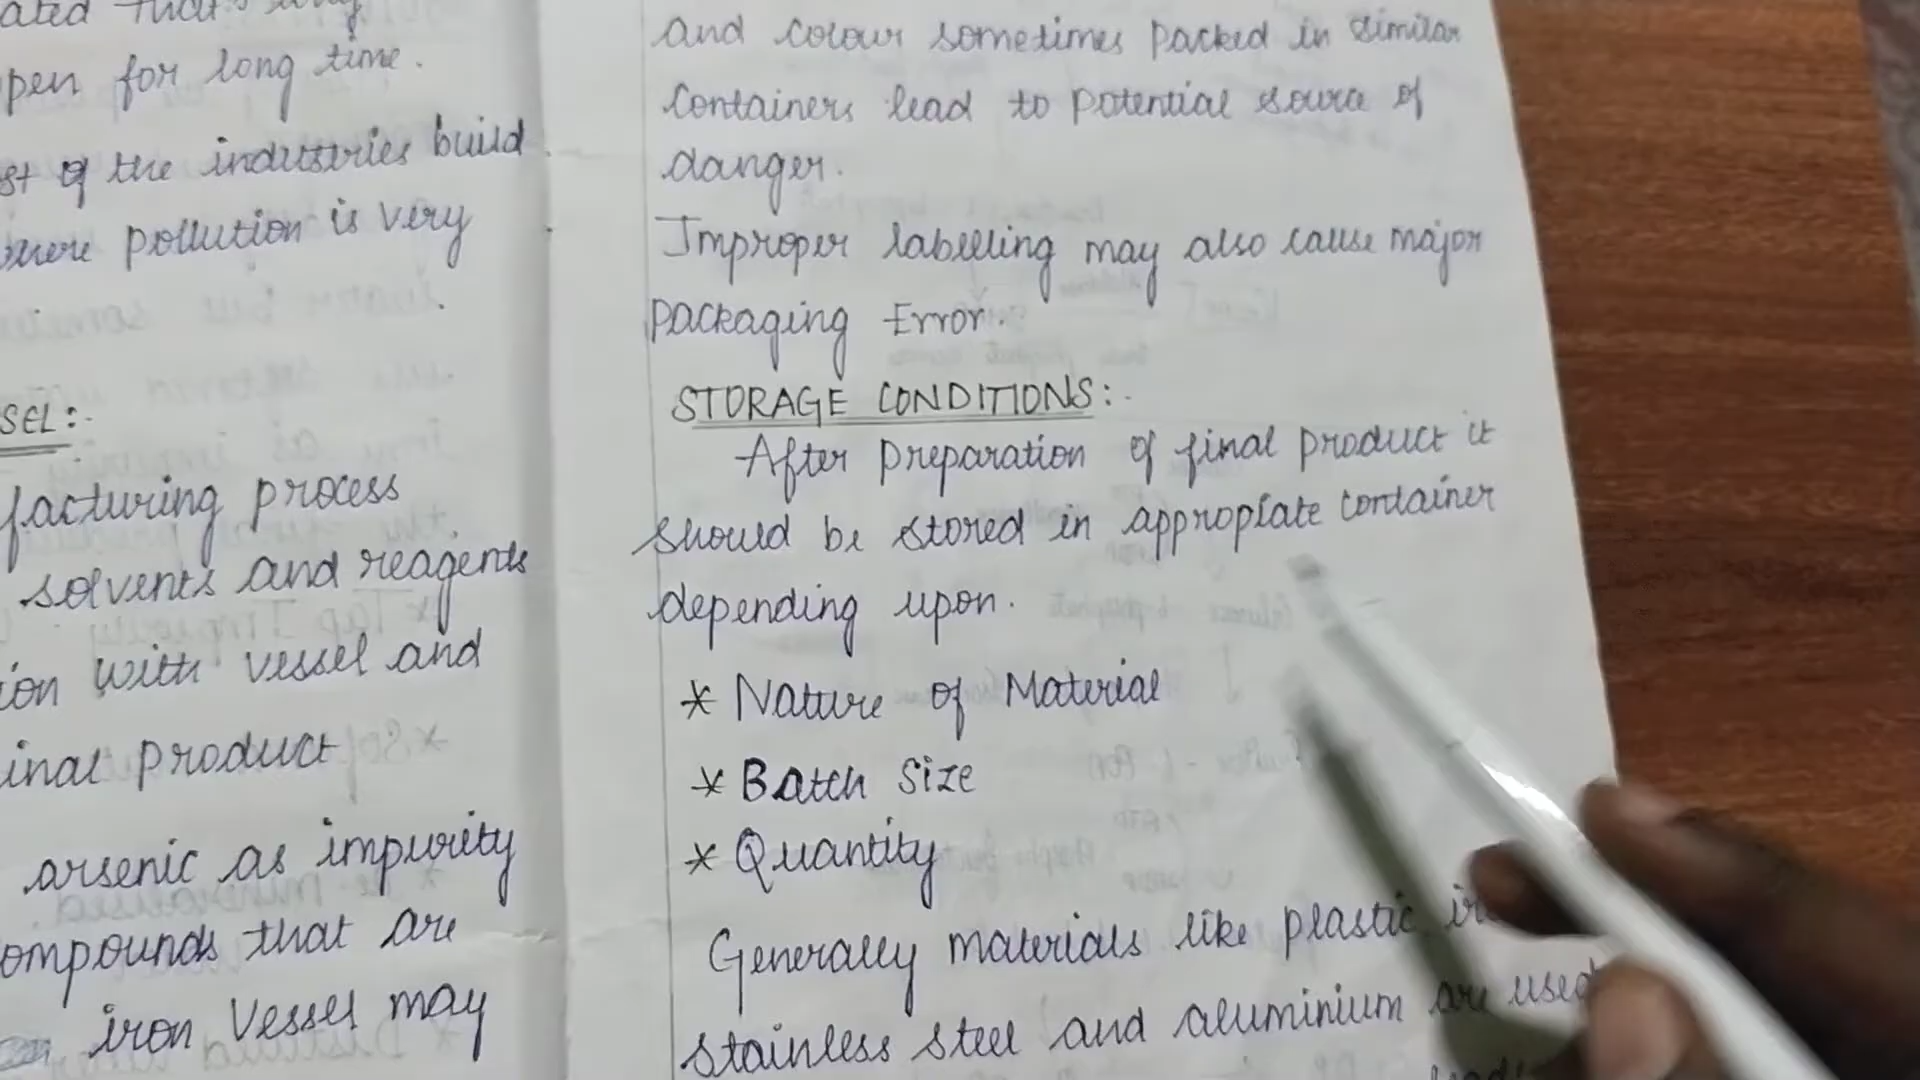 that
pen for long time.
of the industries build
pollution is very
SEL:-
facturing process
solvents and reagents
ion with vessel and
inal product
arsenic as impurity
ompounds that are
iron vessel may
and colour sometimes packed in similar
containers lead to potential source of
danger.
Improper labelling may also cause major
packaging Error.
STORAGE CONDITIONS:-
After preparation of final product it
should be stored in appropiate container
depending upon.
* Nature of Material
* Batch Size
* Quantity
Generally materials like plastic
stainless steel and aluminium are used